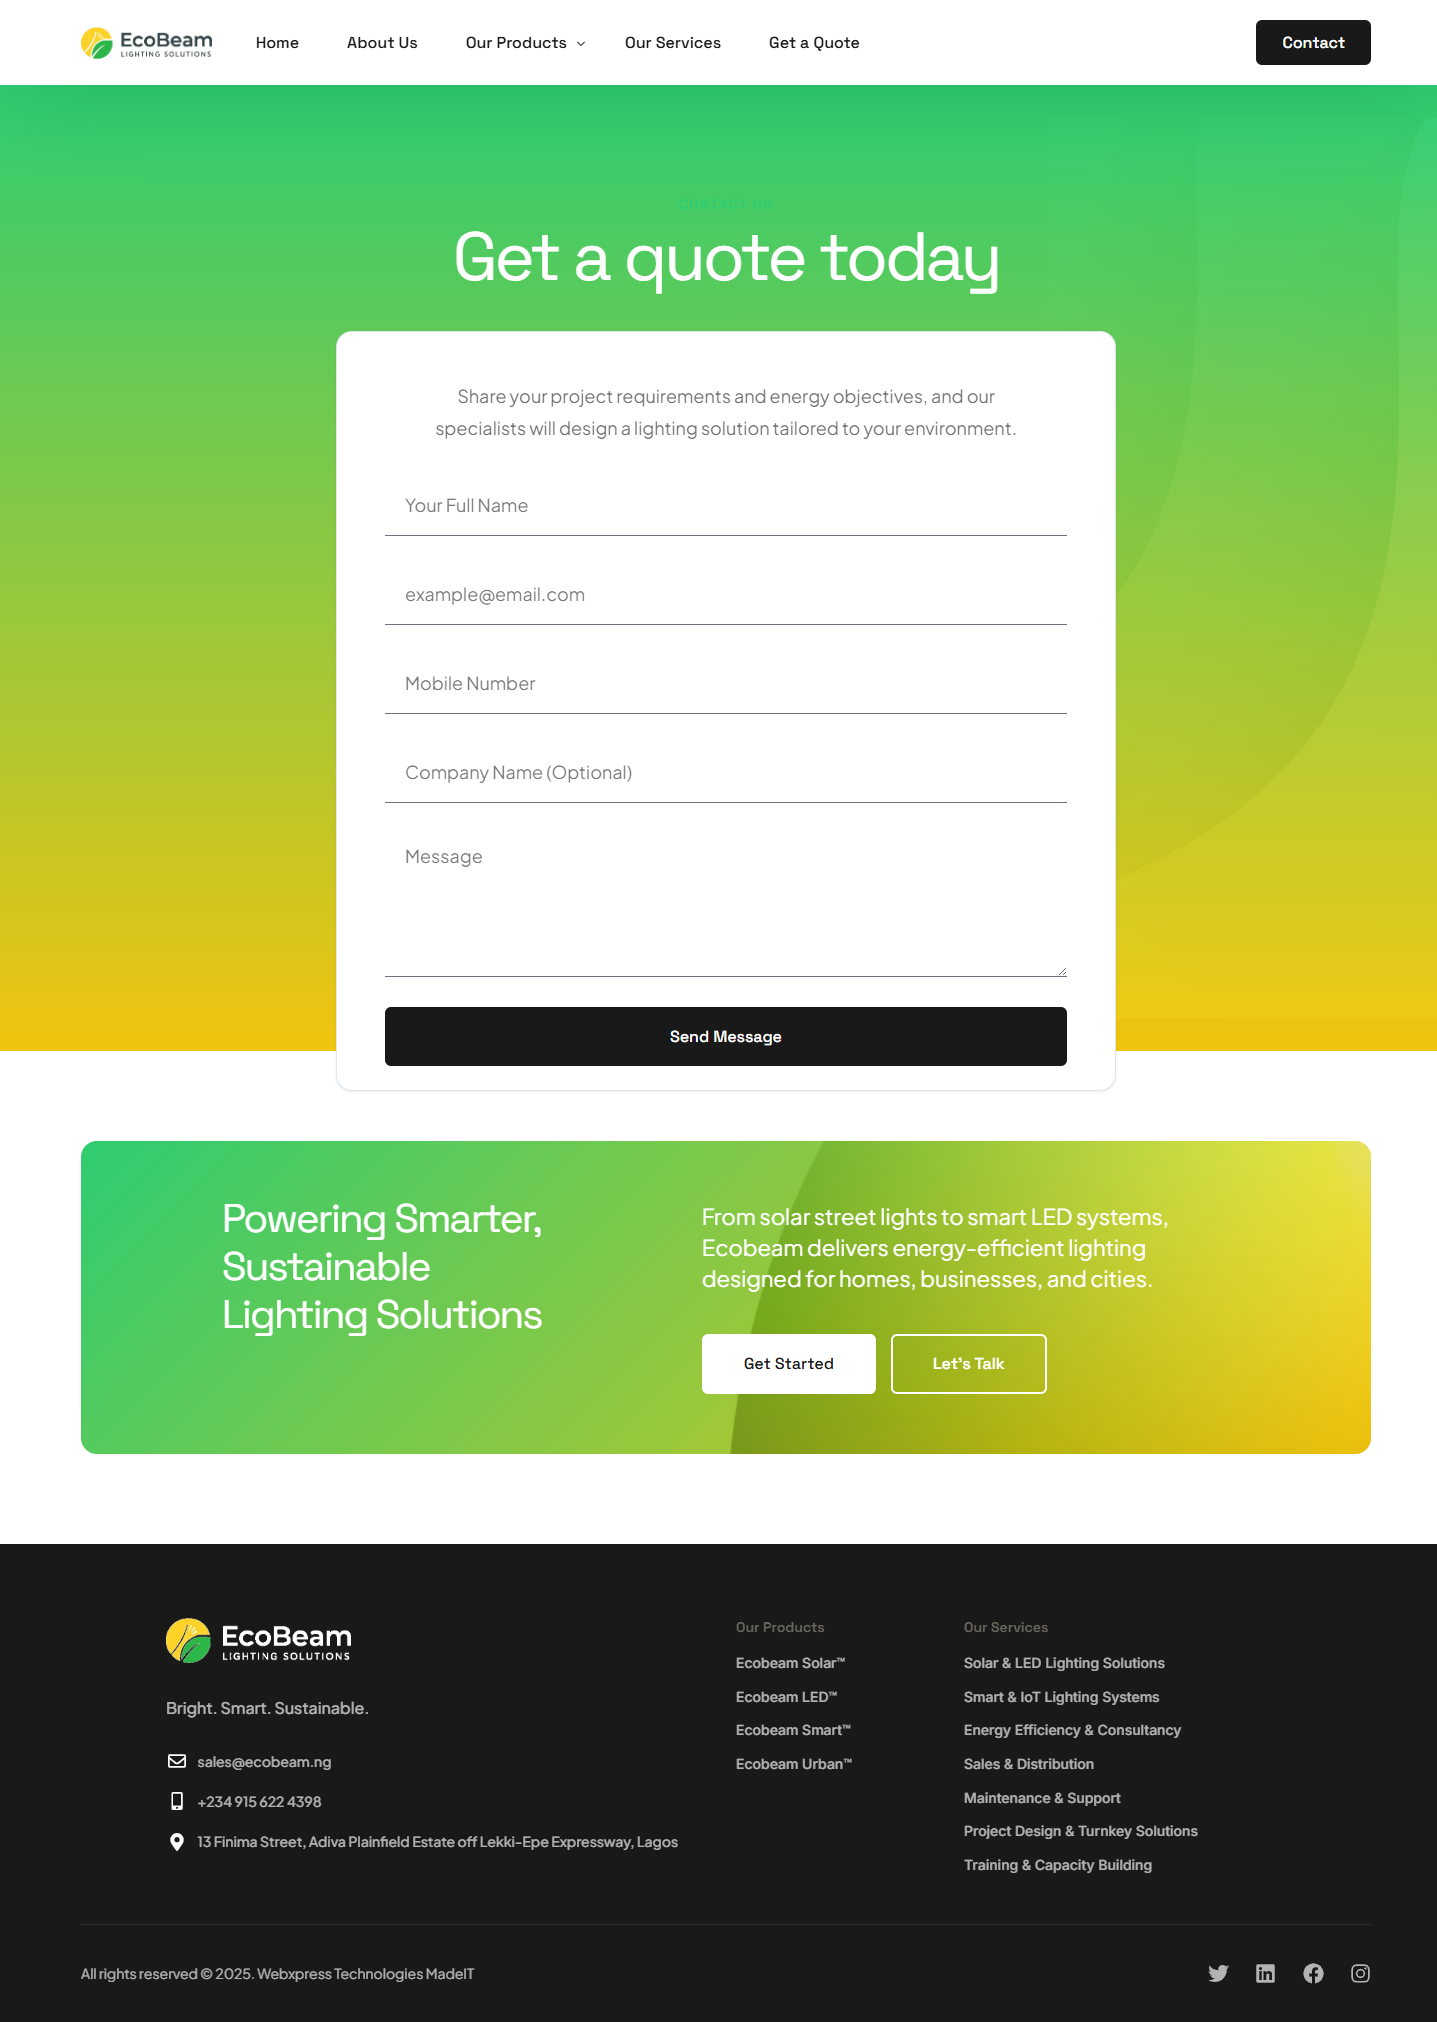 EcoBeam
LIGHTING SOLUTIONS
Home
About Us
Our Products
Our Services
Get a Quote
Contact
CONTACT US
Get a quote today
Share your project requirements and energy objectives, and our
specialists will design a lighting solution tailored to your environment.
Your Full Name
example@email.com
Mobile Number
Company Name (Optional)
Message
Send Message
Powering Smarter,
Sustainable
Lighting Solutions
From solar street lights to smart LED systems,
Ecobeam delivers energy-efficient lighting
designed for homes, businesses, and cities.
Get Started
Let's Talk
EcoBeam
LIGHTING SOLUTIONS
Bright. Smart. Sustainable.
sales@ecobeam.ng
+234 915 622 4398
13 Finima Street, Adiva Plainfield Estate off Lekki-Epe Expressway, Lagos
Our Products
Ecobeam Solar™
Ecobeam LED™
Ecobeam Smart™
Ecobeam Urban™
Our Services
Solar & LED Lighting Solutions
Smart & IoT Lighting Systems
Energy Efficiency & Consultancy
Sales & Distribution
Maintenance & Support
Project Design & Turnkey Solutions
Training & Capacity Building
All rights reserved © 2025. Webxpress Technologies MadeIT